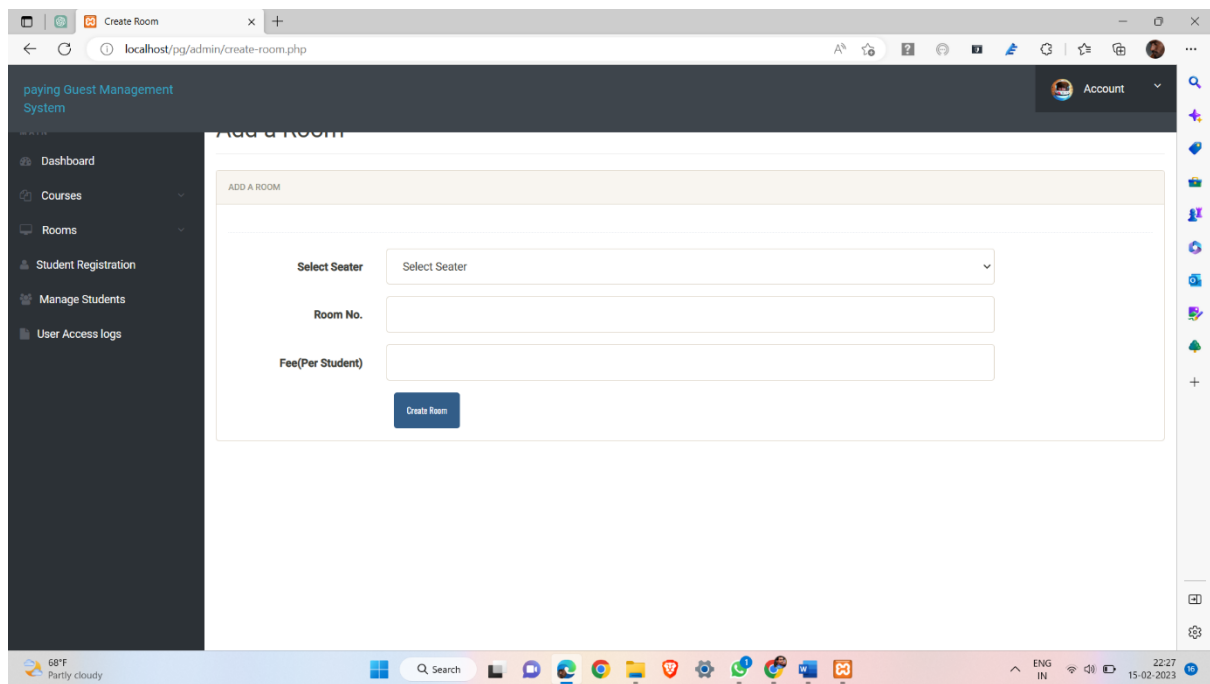 Create Room
localhost/pg/admin/create-room.php
paying Guest Management
System
Account
Add a Room
Dashboard
Courses
Rooms
Student Registration
Manage Students
User Access logs
ADD A ROOM
Select Seater
Select Seater
Room No.
Fee(Per Student)
Create Room
68°F
Partly cloudy
Search
ENG
IN
22:27
15-02-2023
16